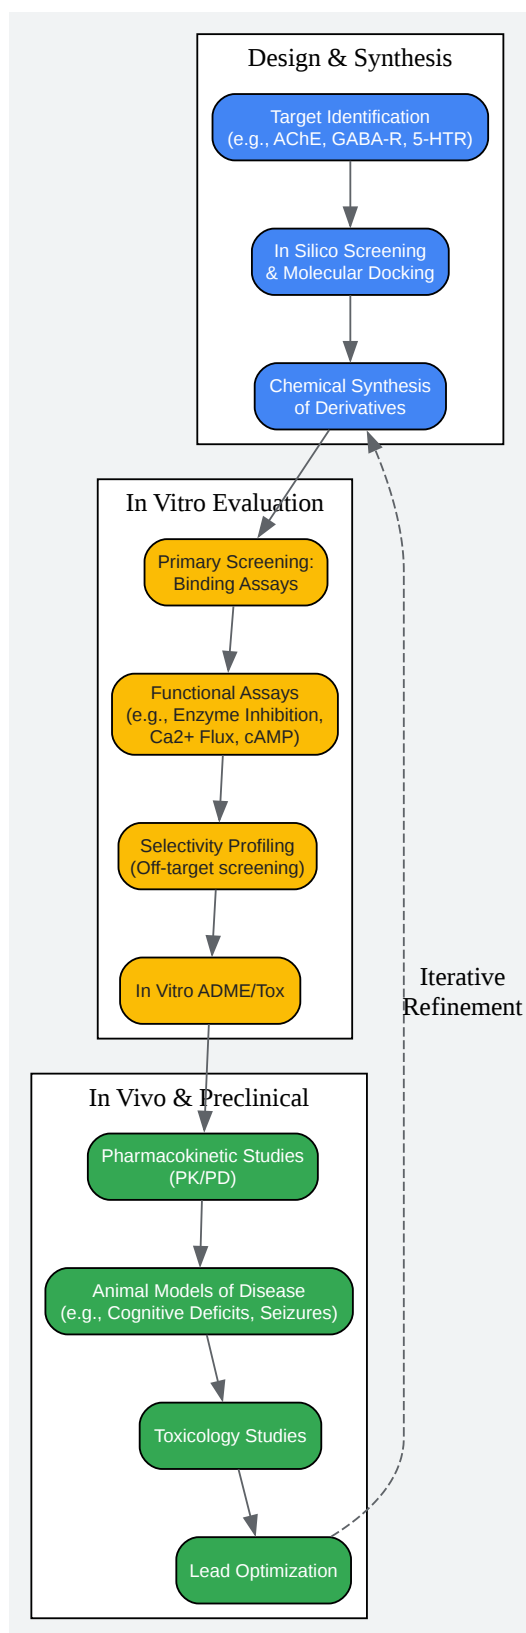 Design & Synthesis
Target Identification
(e.g., AChE, GABA-R, 5-HTR)
In Silico Screening
& Molecular Docking
Chemical Synthesis
of Derivatives
In Vitro Evaluation
Primary Screening:
Binding Assays
Functional Assays
(e.g., Enzyme Inhibition,
Ca2+ Flux, cAMP)
Selectivity Profiling
(Off-target screening)
In Vitro ADME/Tox
Iterative
Refinement
In Vivo & Preclinical
Pharmacokinetic Studies
(PK/PD)
Animal Models of Disease
(e.g., Cognitive Deficits, Seizures)
Toxicology Studies
Lead Optimization